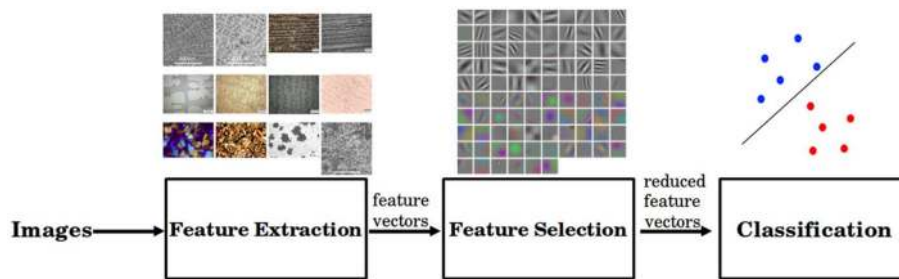 Images
Feature Extraction
feature
vectors
Feature Selection
reduced
feature
vectors
Classification